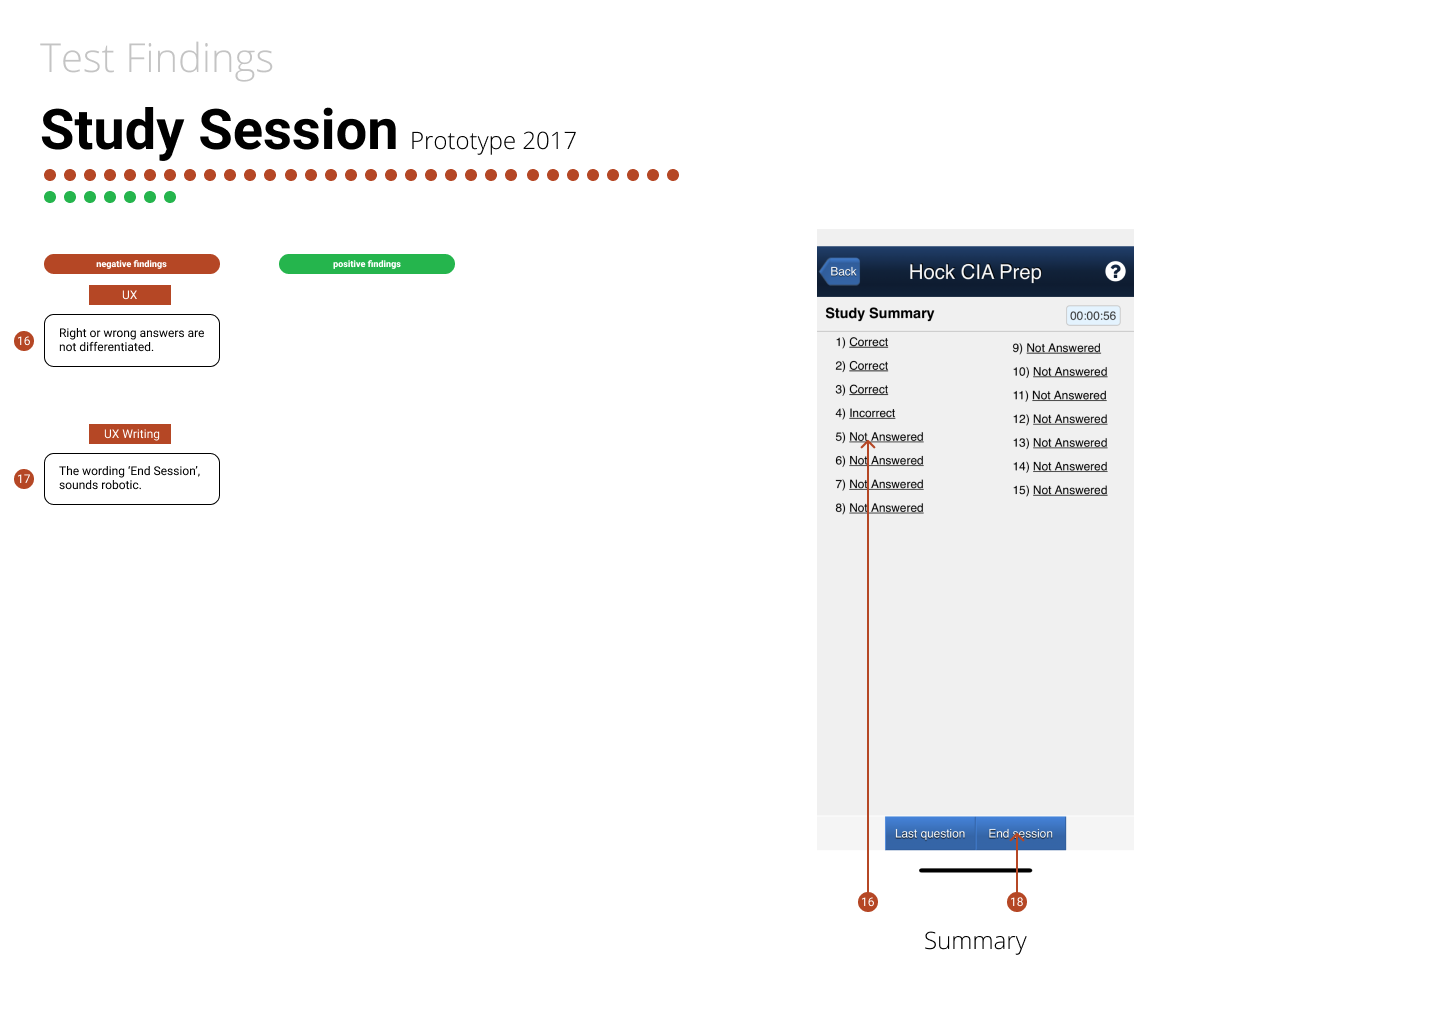 Test Findings
Study Session Prototype 2017
negative findings
positive findings
UX
16
Right or wrong answers are
not differentiated.
UX Writing
17
The wording ‘End Session’,
sounds robotic.
Back
Hock CIA Prep
?
Study Summary
00:00:56
1) Correct
2) Correct
3) Correct
4) Incorrect
5) Not Answered
6) Not Answered
7) Not Answered
8) Not Answered
9) Not Answered
10) Not Answered
11) Not Answered
12) Not Answered
13) Not Answered
14) Not Answered
15) Not Answered
Last question
End session
16
18
Summary